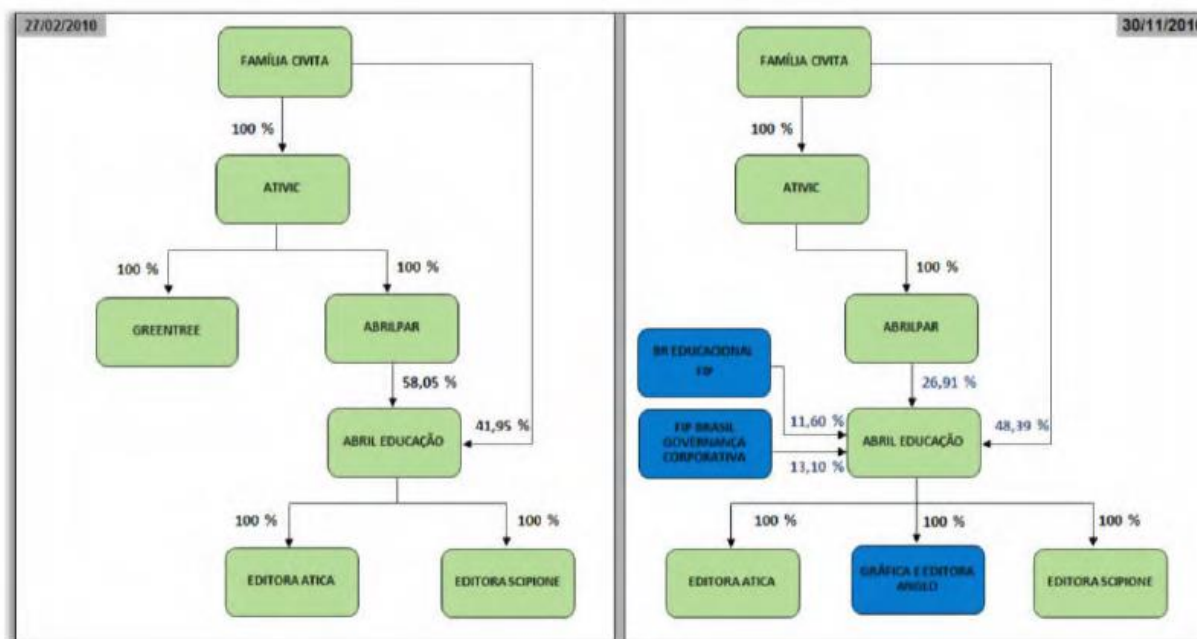 27/02/2010
FAMÍLIA CIVITA
100 %
ATIVIC
100 %
100 %
GREENTREE
ABRILPAR
58,05 %
41,95 %
ABRIL EDUCAÇÃO
100 %
100 %
EDITORA ATICA
EDITORA SCIPIONE
30/11/2010
FAMÍLIA CIVITA
100 %
ATIVIC
100 %
ABRILPAR
BR EDUCACIONAL
FIP
26,91 %
11,60 %
48,39 %
FIP BRASIL
GOVERNANÇA
CORPORATIVA
ABRIL EDUCAÇÃO
13,10 %
100 %
100 %
100 %
EDITORA ATICA
GRÁFICA E EDITORA
ANGLO
EDITORA SCIPIONE